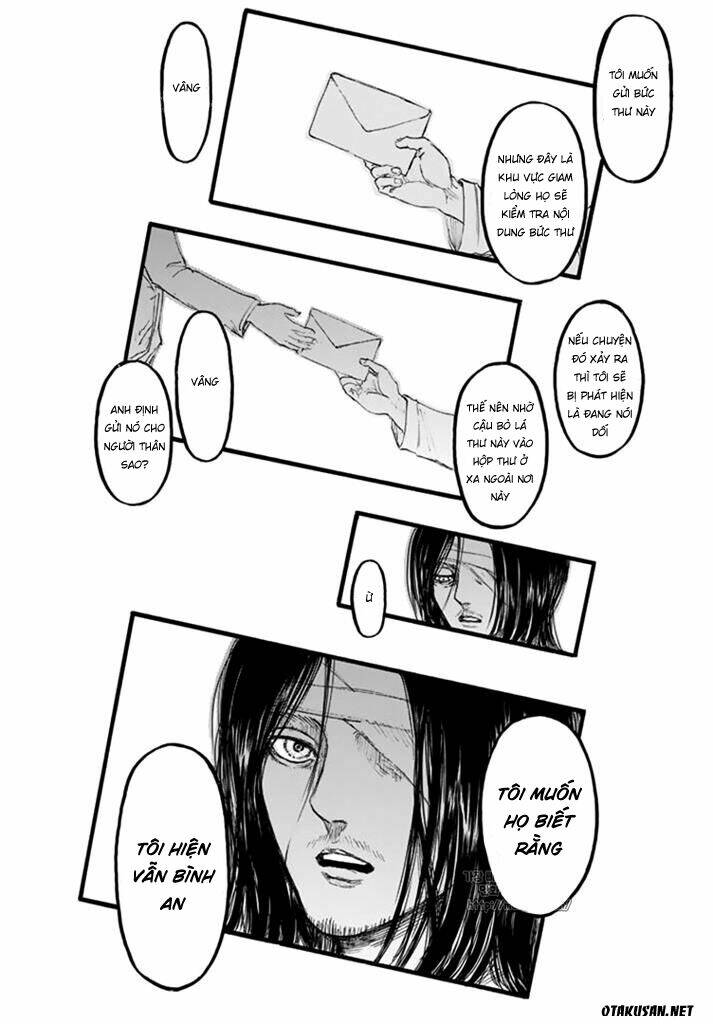 TÔI MUỐN
GỬI BỨC
THƯ NÀY
NHƯNG ĐÂY LÀ
KHU VỰC GIAM
LỎNG HỌ SẼ
KIỂM TRA NỘI
DUNG BỨC THƯ
VÂNG
NẾU CHUYỆN
ĐÓ XẢY RA
THÌ TÔI SẼ
BỊ PHÁT HIỆN
LÀ ĐANG NÓI
DỐI
THẾ NÊN NHỜ
CẬU BỎ LÁ
THƯ NÀY VÀO
HỘP THƯ Ở
XA NGOÀI NƠI
NÀY
VÂNG
ANH ĐỊNH
GỬI NÓ CHO
NGƯỜI THÂN
SAO?
Ừ
TÔI MUỐN
HỌ BIẾT
RẰNG
TÔI HIỆN
VẪN BÌNH
AN
OTAKUSAN.NET